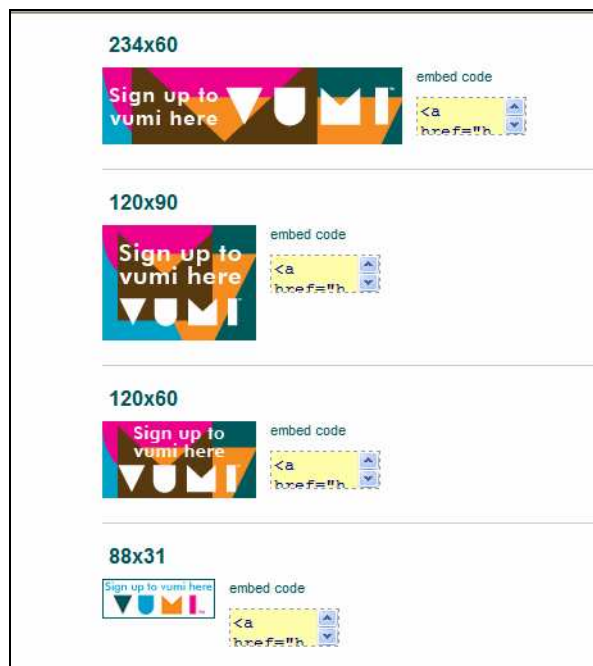 234x60
Sign up to
vumi here
VUMI™
embed code
<a
href="h
120x90
Sign up to
vumi here
VUMI
embed code
<a
href="h
120x60
Sign up to
vumi here
VUMI
embed code
<a
href="h
88x31
Sign up to vumi here
VUMI™
embed code
<a
href="h